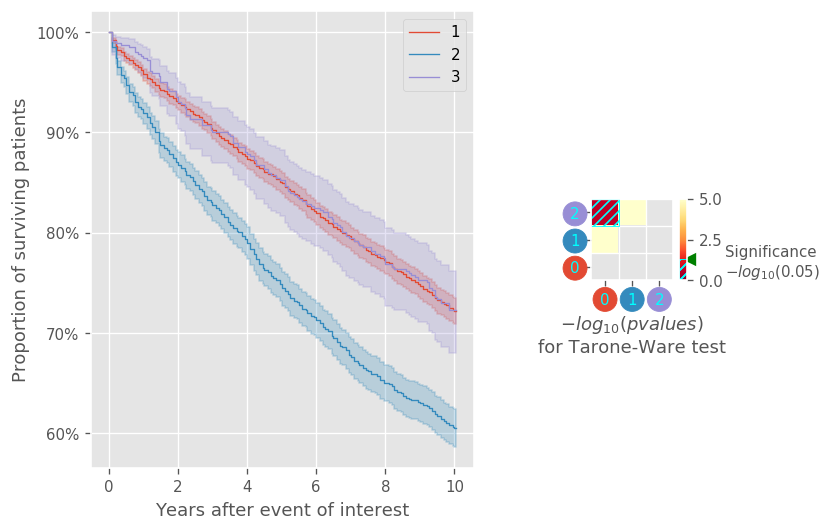 100%
90%
80%
70%
60%
Proportion of surviving patients
0 2 4 6 8 10
Years after event of interest
1
2
3
2
1
0
0 1 2
5.0
2.5
0.0
Significance
−log₁₀(0.05)
−log₁₀(pvalues)
for Tarone-Ware test